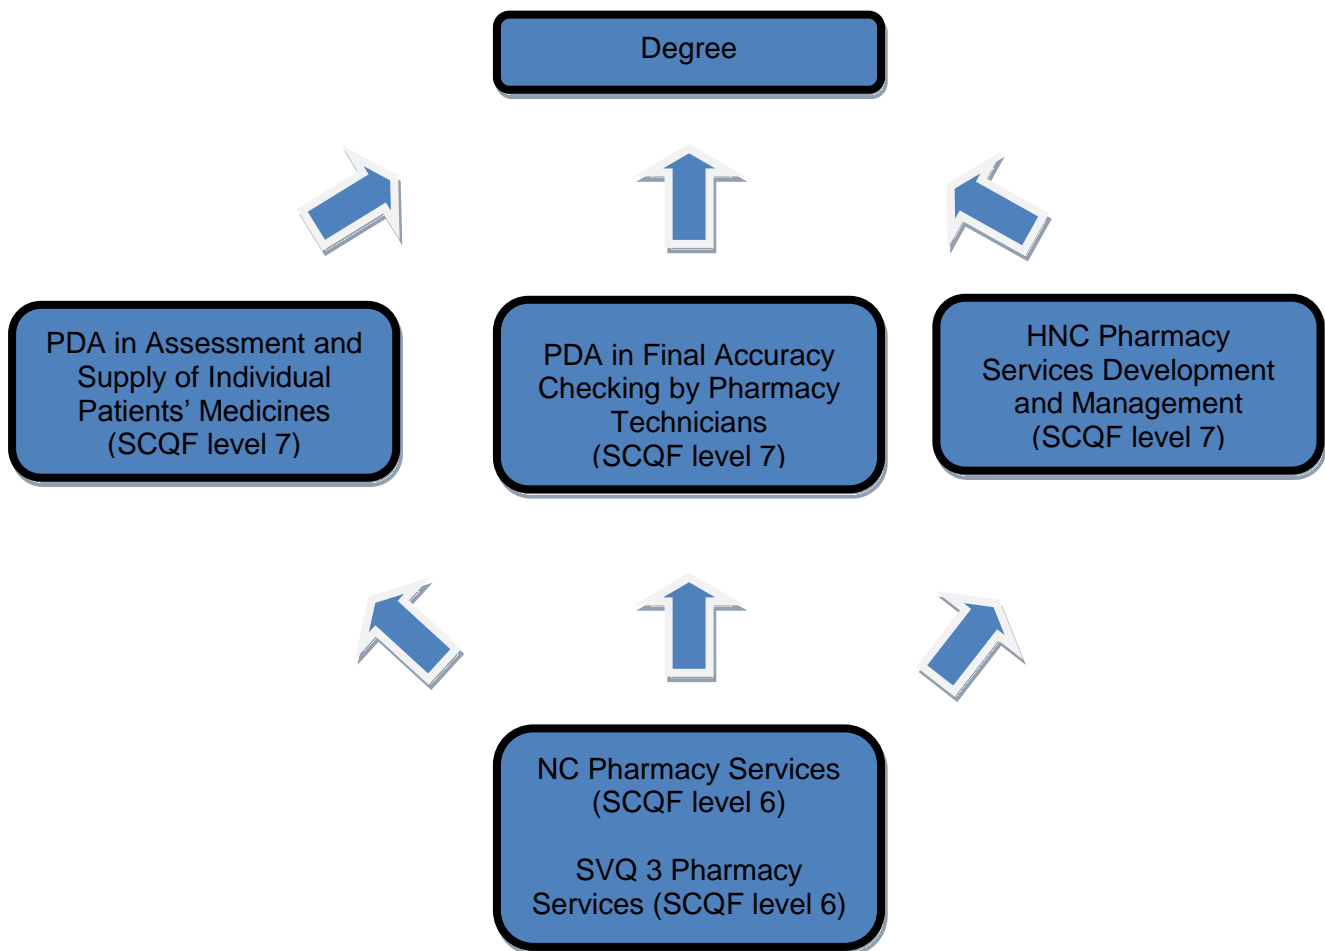 Degree
PDA in Assessment and
Supply of Individual
Patients’ Medicines
(SCQF level 7)
PDA in Final Accuracy
Checking by Pharmacy
Technicians
(SCQF level 7)
HNC Pharmacy
Services Development
and Management
(SCQF level 7)
NC Pharmacy Services
(SCQF level 6)
SVQ 3 Pharmacy
Services (SCQF level 6)